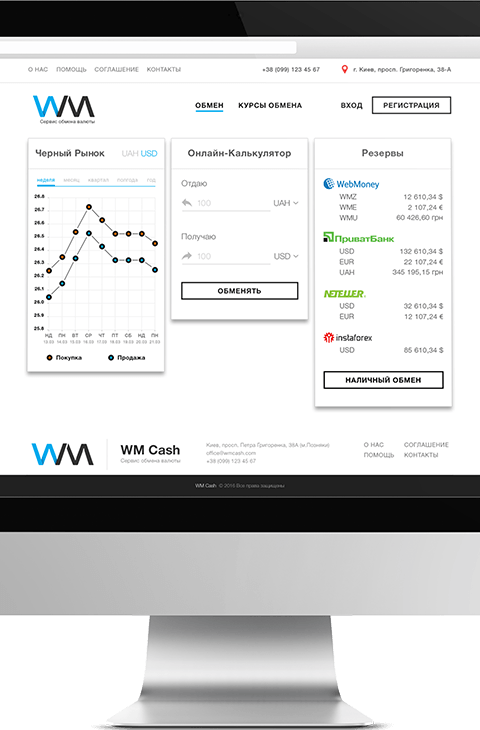 О НАС ПОМОЩЬ СОГЛАШЕНИЕ КОНТАКТЫ +38 (099) 123 45 67 г. Киев, просп. Григоренка, 38-А
WM
Сервис обмена валюты
ОБМЕН КУРСЫ ОБМЕНА ВХОД РЕГИСТРАЦИЯ
Черный Рынок UAH USD
НЕДЕЛЯ МЕСЯЦ КВАРТАЛ ПОЛГОДА ГОД
26.8
26.7
26.6
26.5
26.4
26.3
26.2
26.1
26.0
25.9
25.8
НД ПН ВТ СР ЧТ ПТ СБ НД ПН
13.03 14.03 15.03 16.03 17.03 18.03 19.03 20.03 21.03
Покупка Продажа
Онлайн-Калькулятор
Отдаю
100 UAH
Получаю
100 USD
ОБМЕНЯТЬ
Резервы
WebMoney
WMZ 12 610,34 $
WME 2 107,24 €
WMU 60 426,60 грн
ПриватБанк
USD 132 610,34 $
EUR 22 107,24 €
UAH 345 195,15 грн
NETELLER
USD 32 610,34 $
EUR 12 107,24 €
instaforex
USD 85 610,34 $
НАЛИЧНЫЙ ОБМЕН
WM
WM Cash
Сервис обмена валюты
Киев, просп. Петра Григоренка, 38А (м.Позняки)
office@wmcash.com
+38 (099) 123 45 67
О НАС СОГЛАШЕНИЕ
ПОМОЩЬ КОНТАКТЫ
WM Cash © 2016 Все права защищены